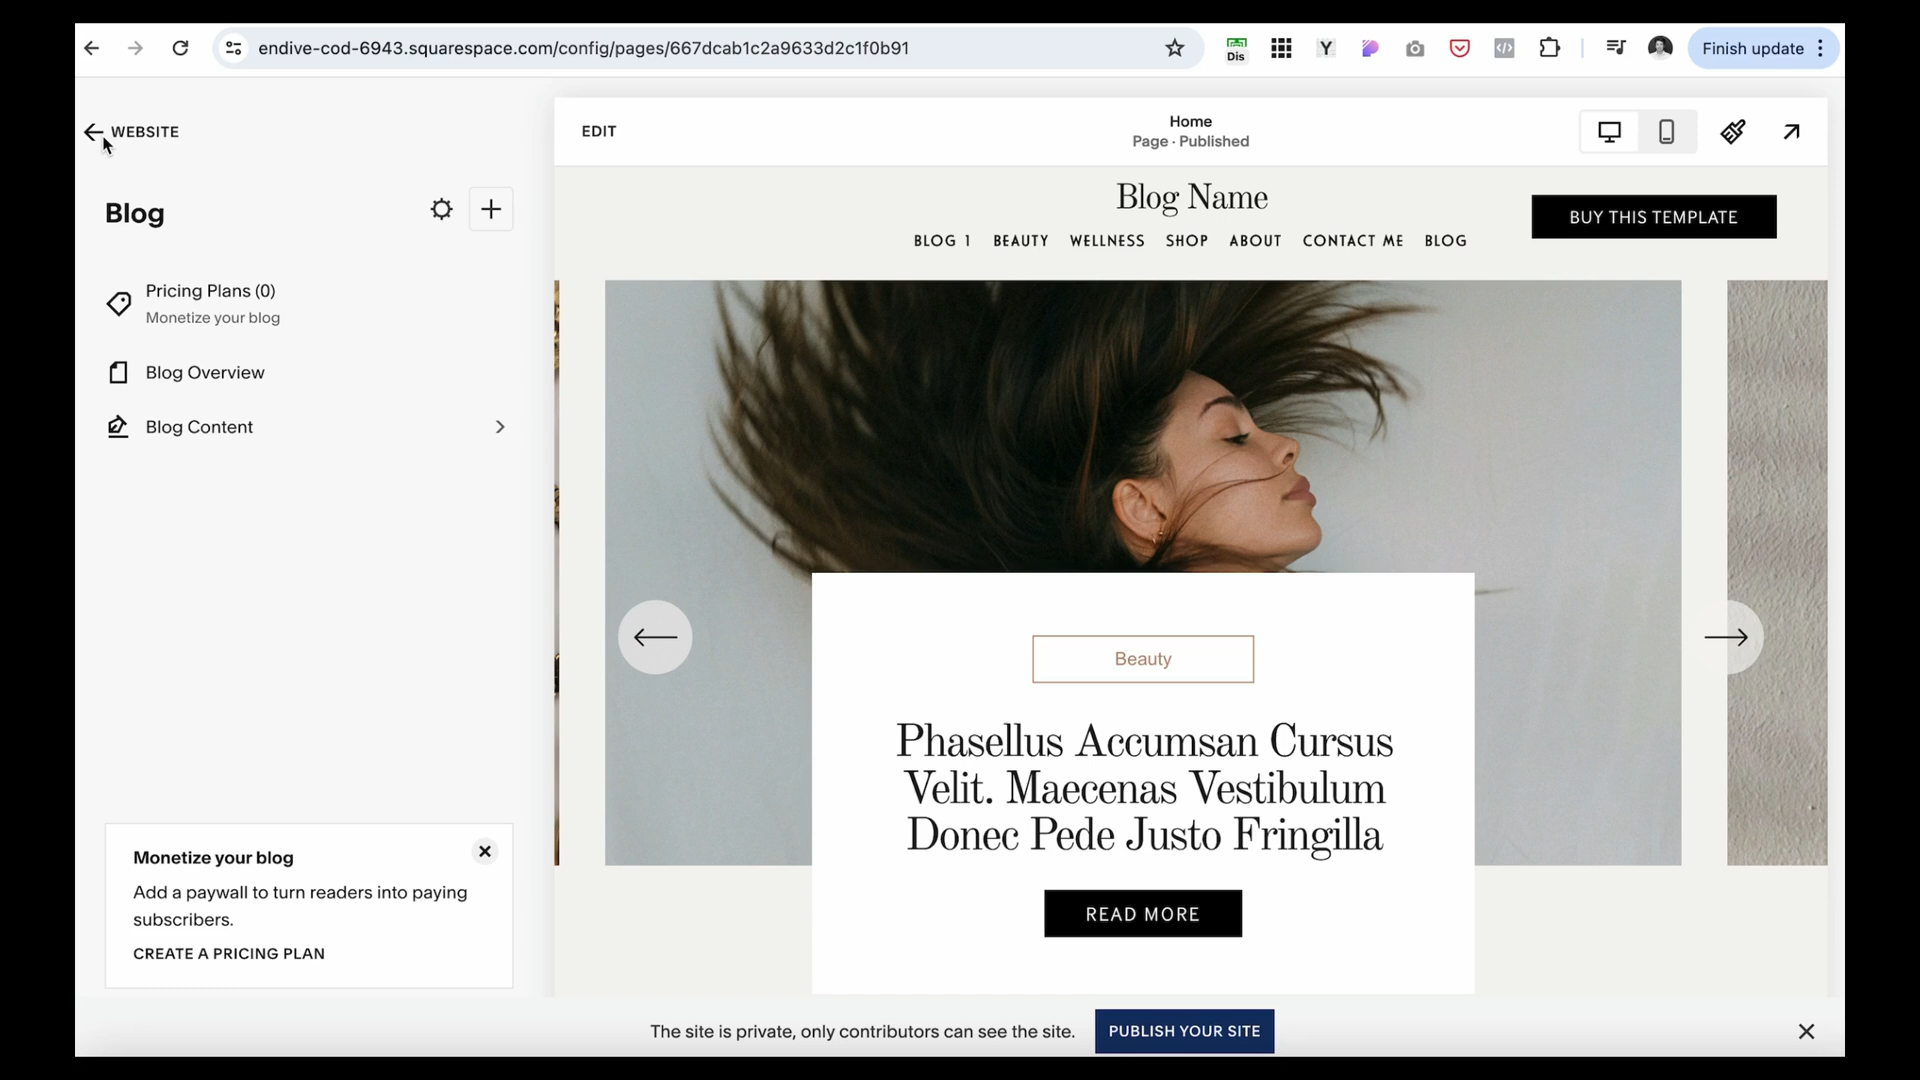 endive-cod-6943.squarespace.com/config/pages/667dcab1c2a9633d2c1f0b91
Dis
Y
Finish update
WEBSITE
EDIT
Home
Page · Published
Blog
Pricing Plans (0)
Monetize your blog
Blog Overview
Blog Content
Blog Name
BLOG 1 BEAUTY WELLNESS SHOP ABOUT CONTACT ME BLOG
BUY THIS TEMPLATE
Beauty
Phasellus Accumsan Cursus
Velit. Maecenas Vestibulum
Donec Pede Justo Fringilla
READ MORE
Monetize your blog
Add a paywall to turn readers into paying
subscribers.
CREATE A PRICING PLAN
The site is private, only contributors can see the site.
PUBLISH YOUR SITE